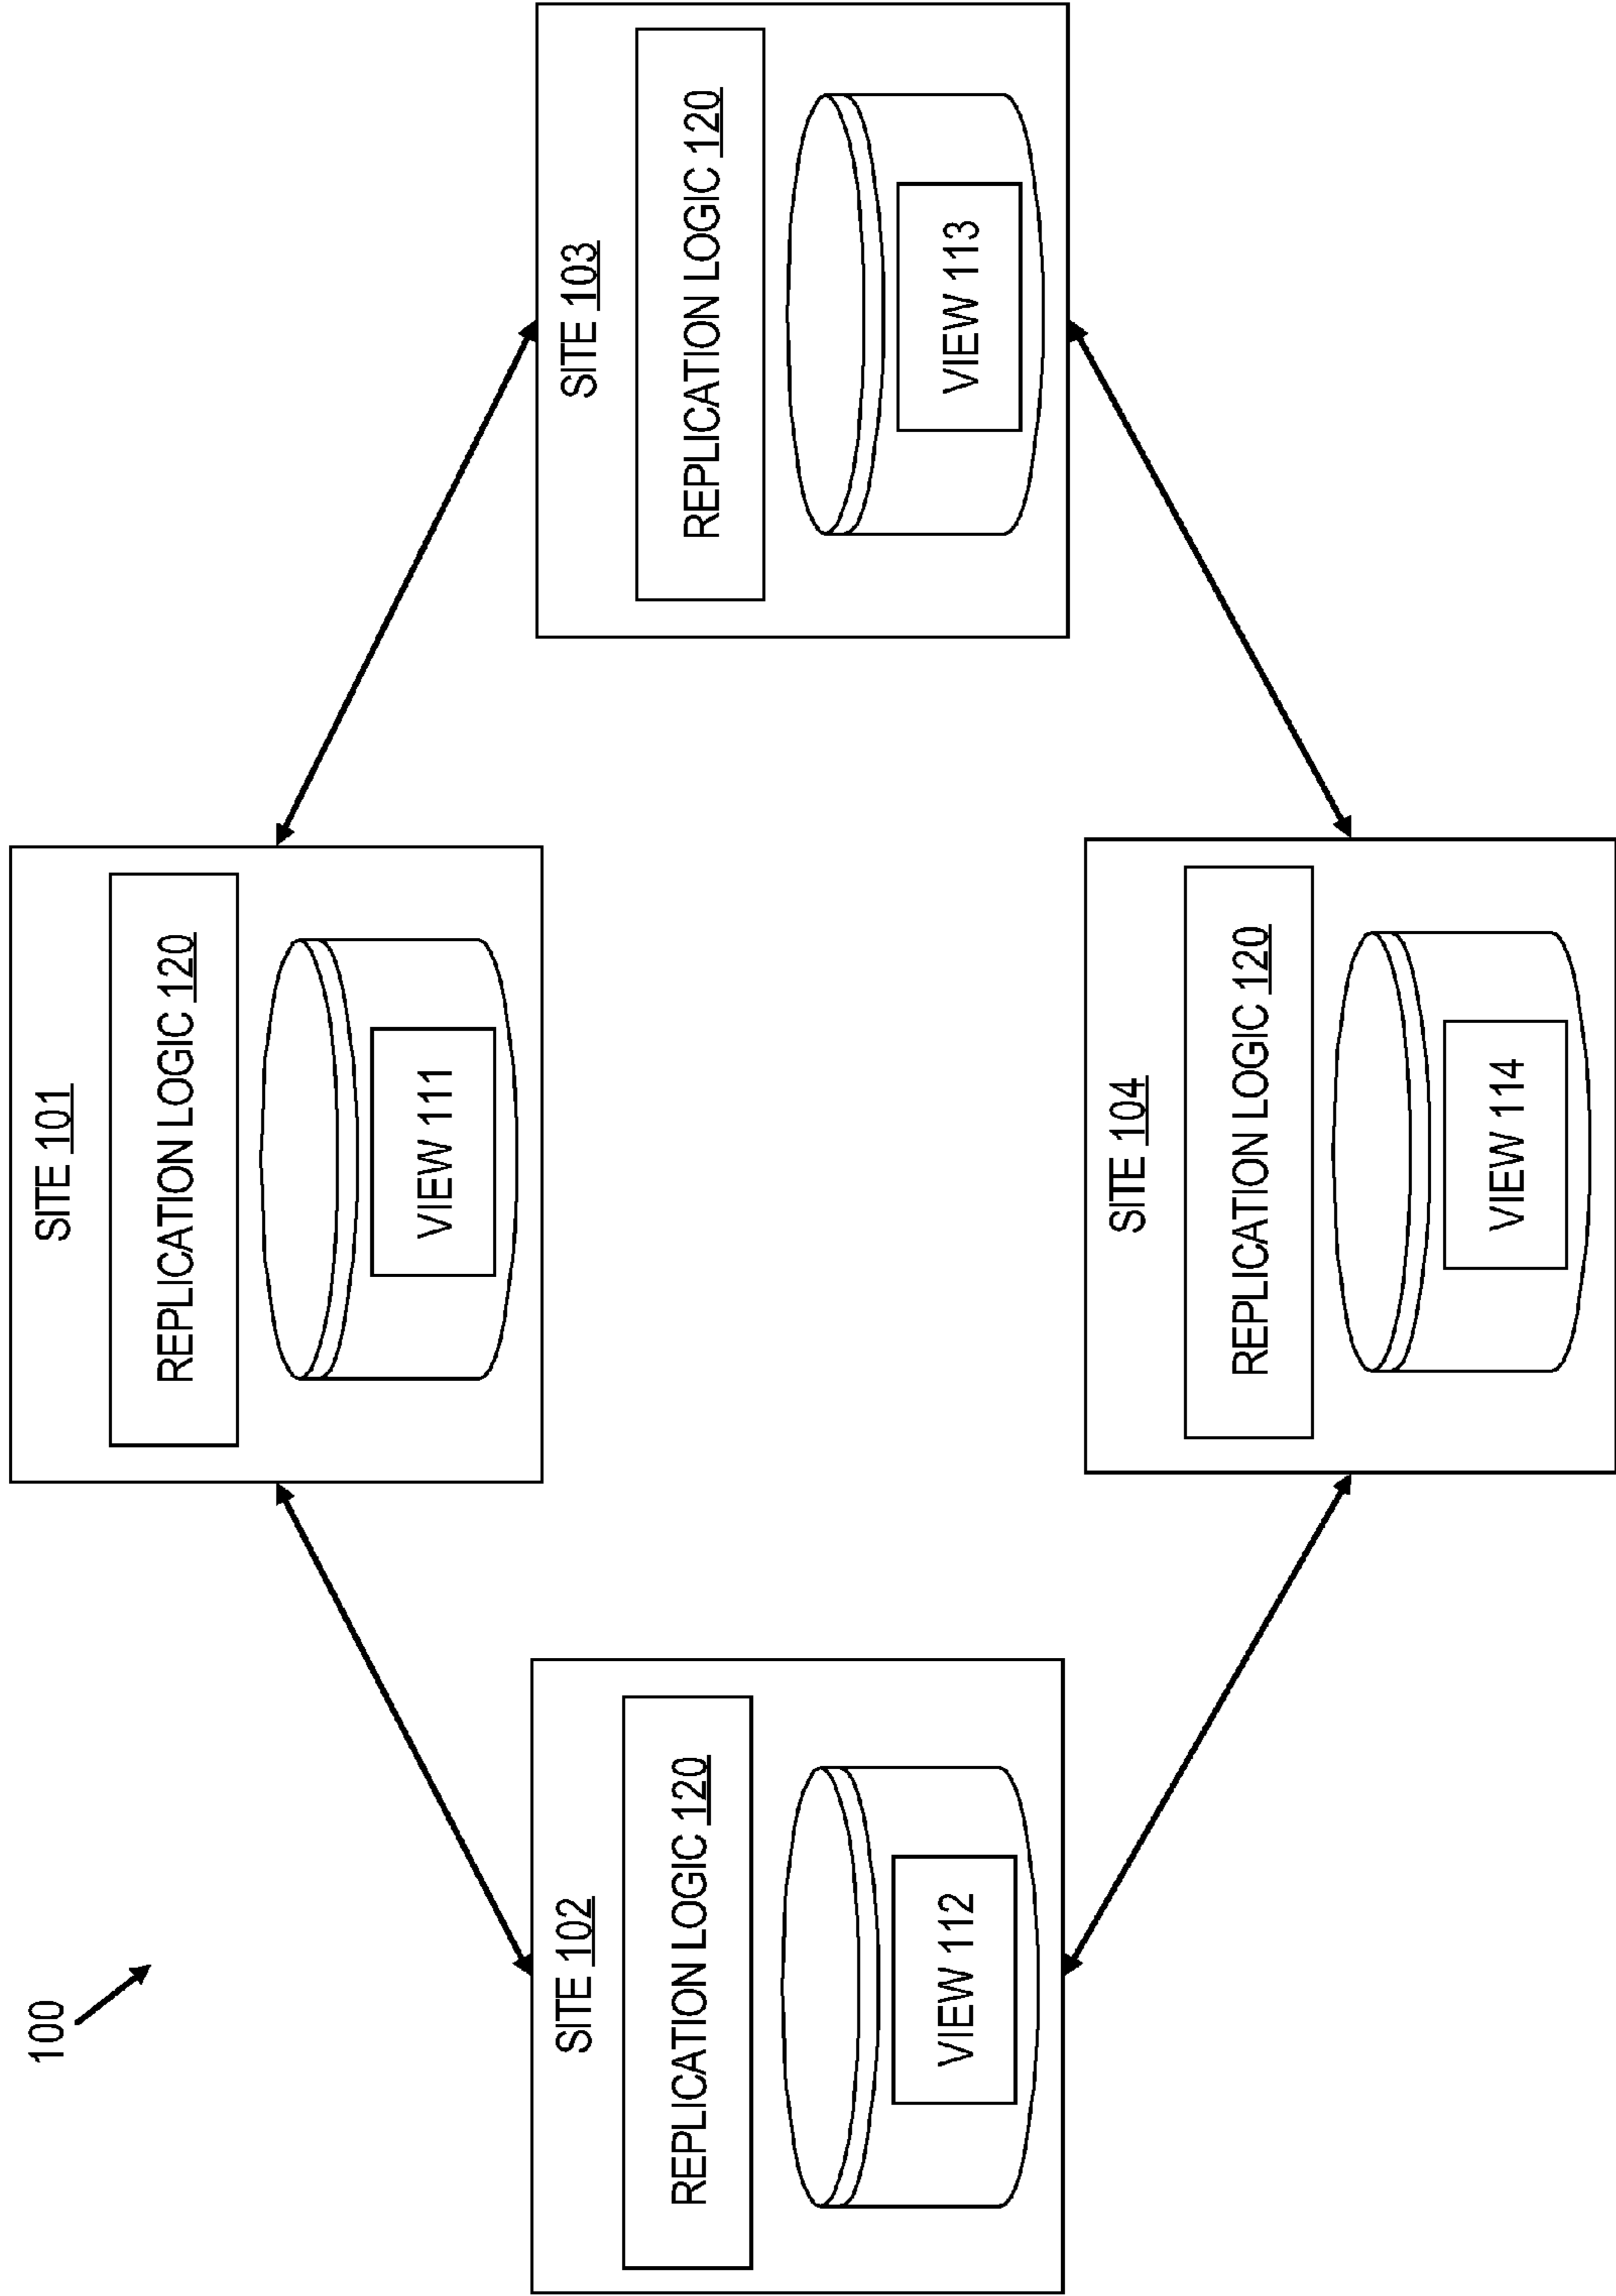 100
SITE 101
REPLICATION LOGIC 120
VIEW 111
SITE 102
REPLICATION LOGIC 120
VIEW 112
SITE 103
REPLICATION LOGIC 120
VIEW 113
SITE 104
REPLICATION LOGIC 120
VIEW 114